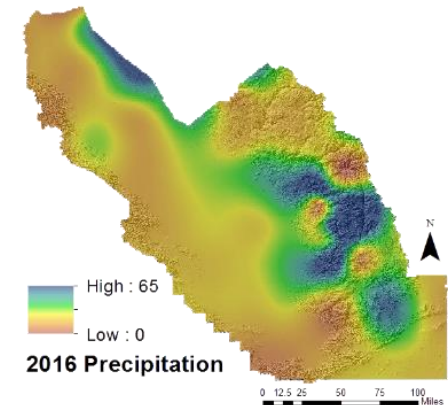 N
High : 65
Low : 0
2016 Precipitation
0 12.5 25 50 75 100
Miles